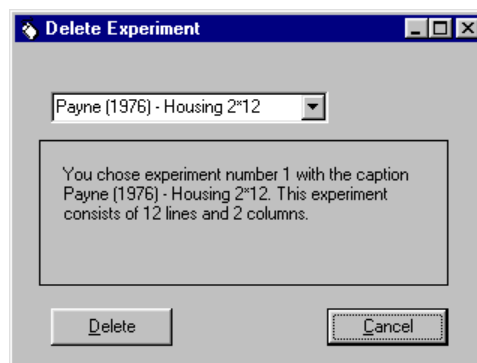 Delete Experiment
Payne (1976) - Housing 2*12
You chose experiment number 1 with the caption
Payne (1976) - Housing 2*12. This experiment
consists of 12 lines and 2 columns.
Delete
Cancel